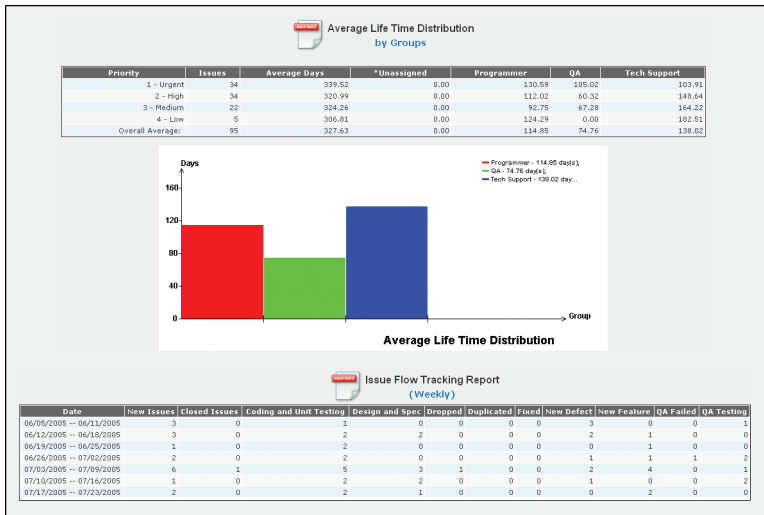 REPORT
Average Life Time Distribution
by Groups
Priority Issues Average Days *Unassigned Programmer QA Tech Support
1 - Urgent 34 339.52 0.00 130.59 105.02 103.91
2 - High 34 320.99 0.00 112.02 60.32 148.64
3 - Medium 22 324.26 0.00 92.75 67.28 164.22
4 - Low 5 306.81 0.00 124.29 0.00 182.51
Overall Average: 95 327.63 0.00 114.85 74.76 138.02
Days
Programmer - 114.85 day(s);
QA - 74.76 day(s);
Tech Support - 138.02 day...
160
120
80
40
0
Group
Average Life Time Distribution
REPORT
Issue Flow Tracking Report
(Weekly)
Date New Issues Closed Issues Coding and Unit Testing Design and Spec Dropped Duplicated Fixed New Defect New Feature QA Failed QA Testing
06/05/2005 -- 06/11/2005 3 0 1 0 0 0 0 3 0 0 1
06/12/2005 -- 06/18/2005 3 0 2 2 0 0 0 2 1 0 0
06/19/2005 -- 06/25/2005 1 0 2 0 0 0 0 0 1 0 0
06/26/2005 -- 07/02/2005 2 0 2 0 0 0 0 1 1 1 2
07/03/2005 -- 07/09/2005 6 1 5 3 1 0 0 2 4 0 1
07/10/2005 -- 07/16/2005 1 0 2 2 0 0 0 1 0 0 2
07/17/2005 -- 07/23/2005 2 0 2 1 0 0 0 0 2 0 0